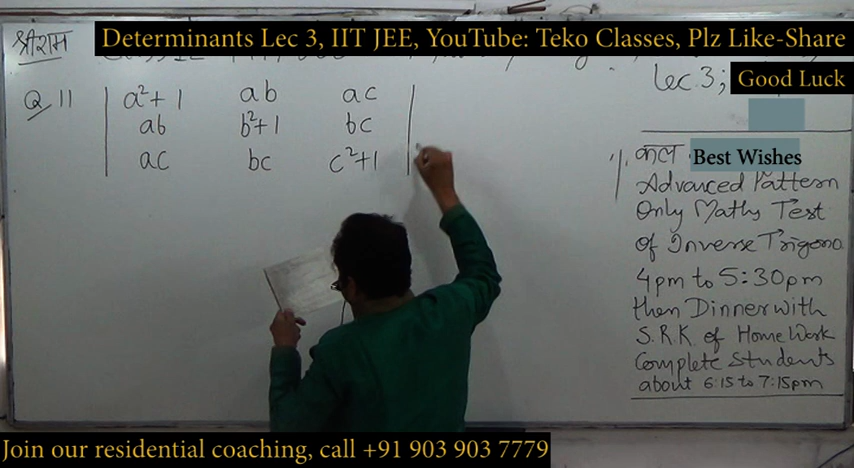 श्रीराम
Determinants Lec 3, IIT JEE, YouTube: Teko Classes, Plz Like-Share
lec.3;
Good Luck
Q. 11
a²+1 ab ac
ab b²+1 bc
ac bc c²+1
कल
Best Wishes
Advanced Pattern
Only Maths Test
of Inverse Trigono
4pm to 5:30pm
then Dinner with
S.R.K. of Home Work
Complete Students
about 6:15 to 7:15pm
Join our residential coaching, call +91 903 903 7779